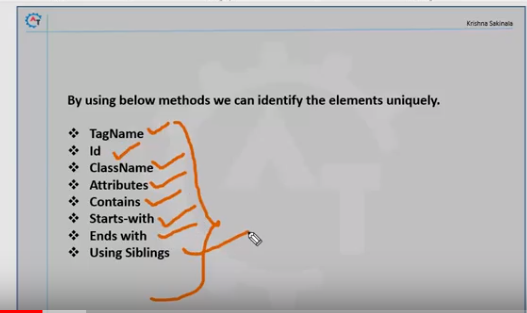 AT
Krishna Sakinala
By using below methods we can identify the elements uniquely.
❖ TagName
❖ Id
❖ ClassName
❖ Attributes
❖ Contains
❖ Starts-with
❖ Ends with
❖ Using Siblings